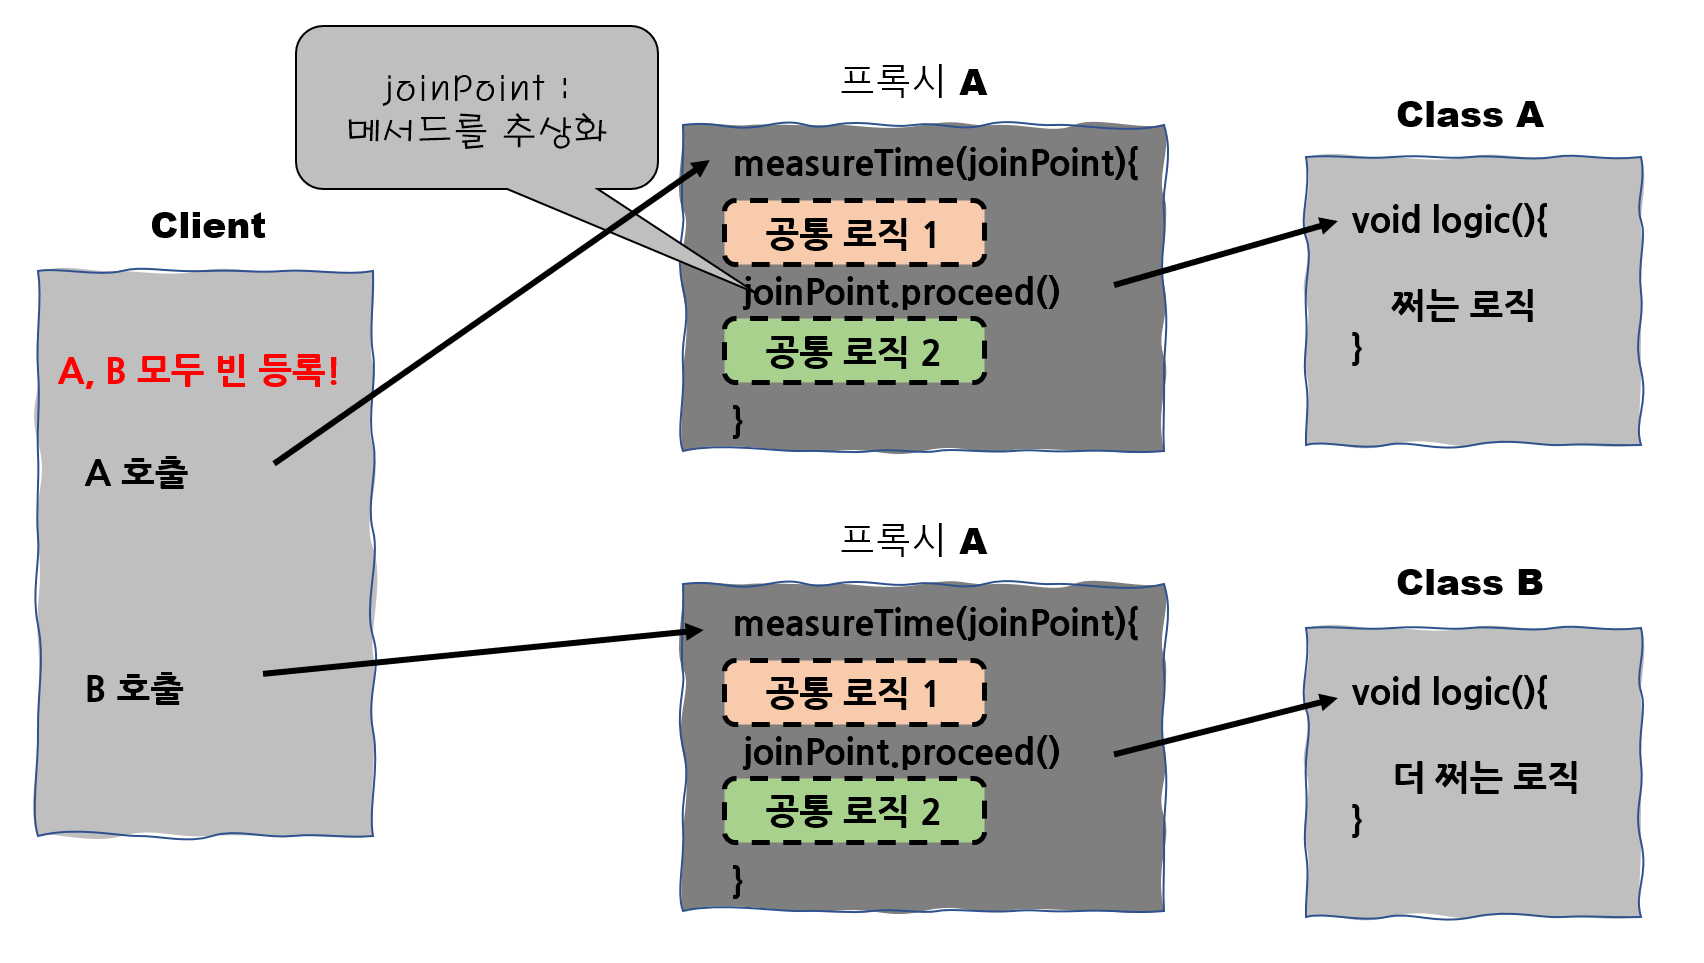 joinPoint :
메서드를 추상화
Client
A, B 모두 빈 등록!
A 호출
B 호출
프록시 A
measureTime(joinPoint){
공통 로직 1
joinPoint.proceed()
공통 로직 2
}
Class A
void logic(){
쩌는 로직
}
프록시 A
measureTime(joinPoint){
공통 로직 1
joinPoint.proceed()
공통 로직 2
}
Class B
void logic(){
더 쩌는 로직
}